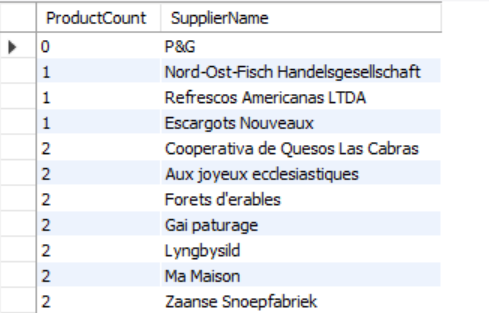 ProductCount SupplierName
0 P&G
1 Nord-Ost-Fisch Handelsgesellschaft
1 Refrescos Americanas LTDA
1 Escargots Nouveaux
2 Cooperativa de Quesos Las Cabras
2 Aux joyeux ecclesiastiques
2 Forets d'erables
2 Gai paturage
2 Lyngbysild
2 Ma Maison
2 Zaanse Snoepfabriek